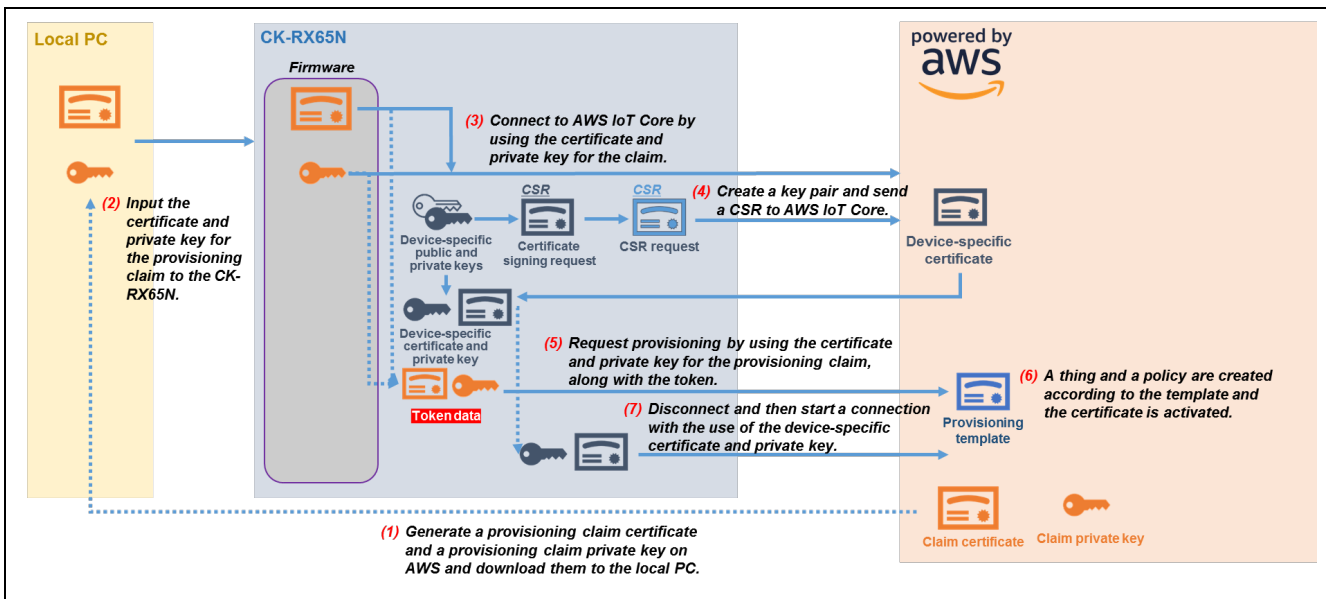 Local PC
CK-RX65N
powered by
aws
Firmware
(3) Connect to AWS IoT Core by
using the certificate and
private key for the claim.
(2) Input the
certificate and
private key for
the provisioning
claim to the CK-
RX65N.
CSR
CSR
(4) Create a key pair and send
a CSR to AWS IoT Core.
Device-specific
public and
private keys
Certificate
signing request
CSR request
Device-specific
certificate
Device-specific
certificate and
private key
(5) Request provisioning by using the certificate
and private key for the provisioning claim,
along with the token.
(6) A thing and a policy are created
according to the template and
the certificate is activated.
Token data
(7) Disconnect and then start a connection
with the use of the device-specific
certificate and private key.
Provisioning
template
(1) Generate a provisioning claim certificate
and a provisioning claim private key on
AWS and download them to the local PC.
Claim certificate
Claim private key